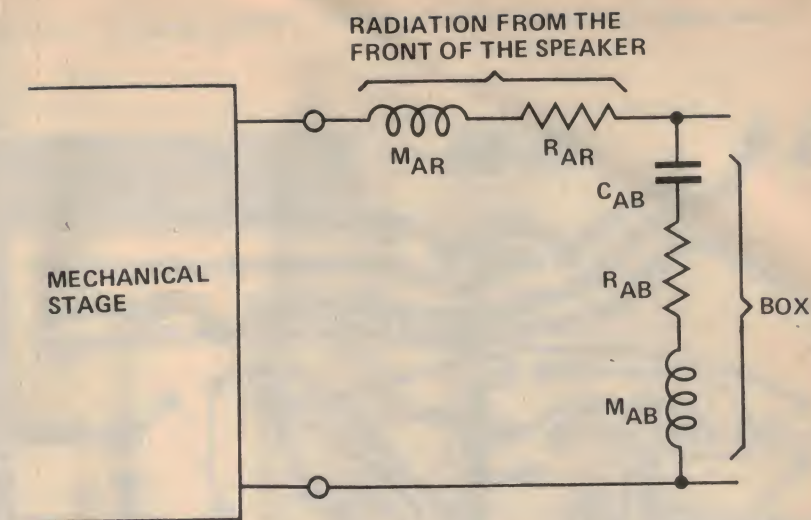 RADIATION FROM THE
FRONT OF THE SPEAKER
MAR
RAR
CAB
MECHANICAL
STAGE
RAB
BOX
MAB